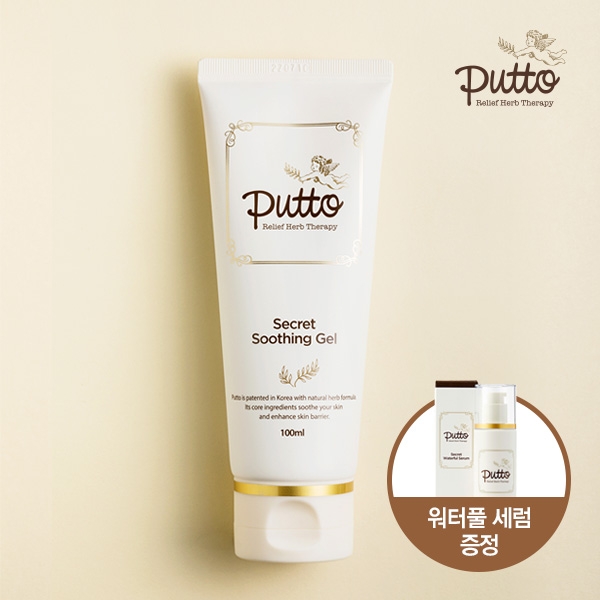 Putto
Relief Herb Therapy
Putto
Relief Herb Therapy
Secret
Soothing Gel
Putto is patented in Korea with natural herb formula.
Its core ingredients soothe your skin
and enhance skin barrier.
100ml
Putto
Secret
Waterful Serum
Putto
워터풀 세럼
증정